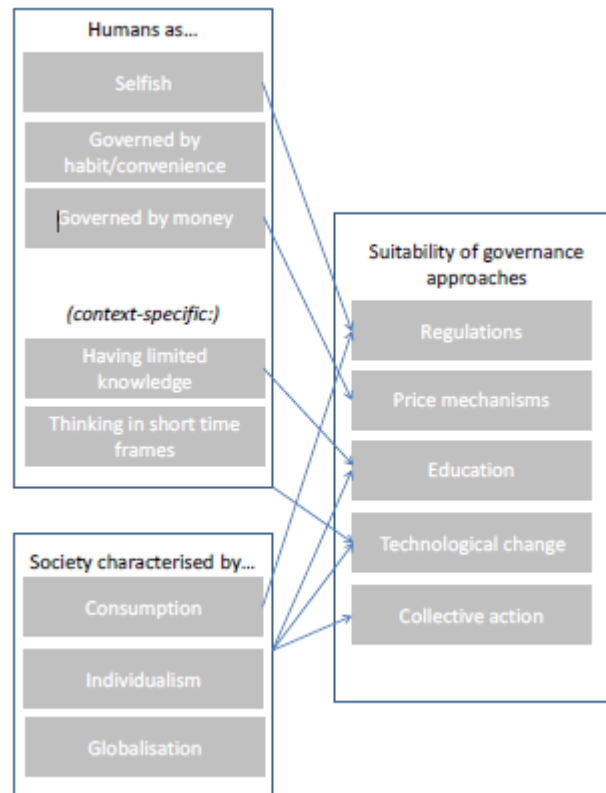 Humans as...
Selfish
Governed by
habit/convenience
Governed by money
(context-specific:)
Having limited
knowledge
Thinking in short time
frames
Society characterised by...
Consumption
Individualism
Globalisation
Suitability of governance
approaches
Regulations
Price mechanisms
Education
Technological change
Collective action